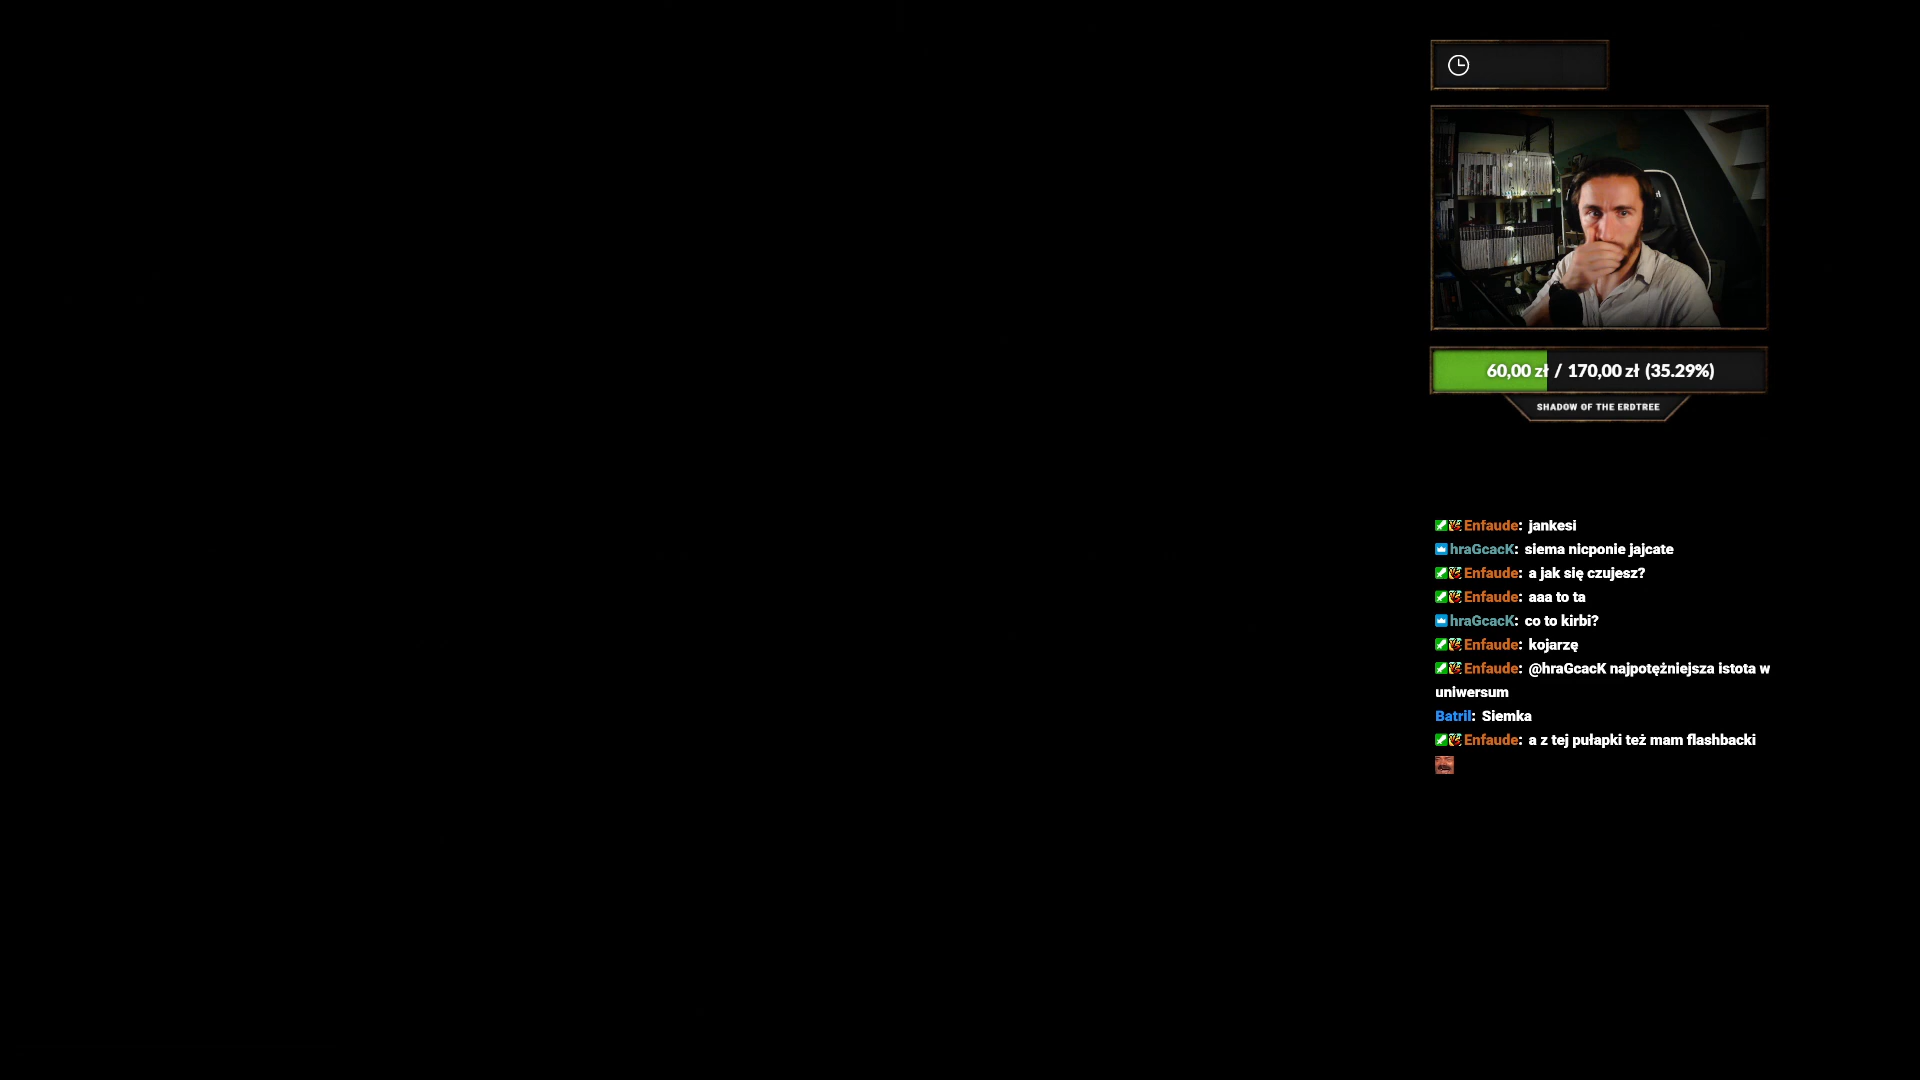 60,00 zł / 170,00 zł (35.29%)
SHADOW OF THE ERDTREE
Enfaude: jankesi
hraGcacK: siema nicponie jajcate
Enfaude: a jak się czujesz?
Enfaude: aaa to ta
hraGcacK: co to kirbi?
Enfaude: kojarzę
Enfaude: @hraGcacK najpotężniejsza istota w
uniwersum
Batril: Siemka
Enfaude: a z tej pułapki też mam flashbacki